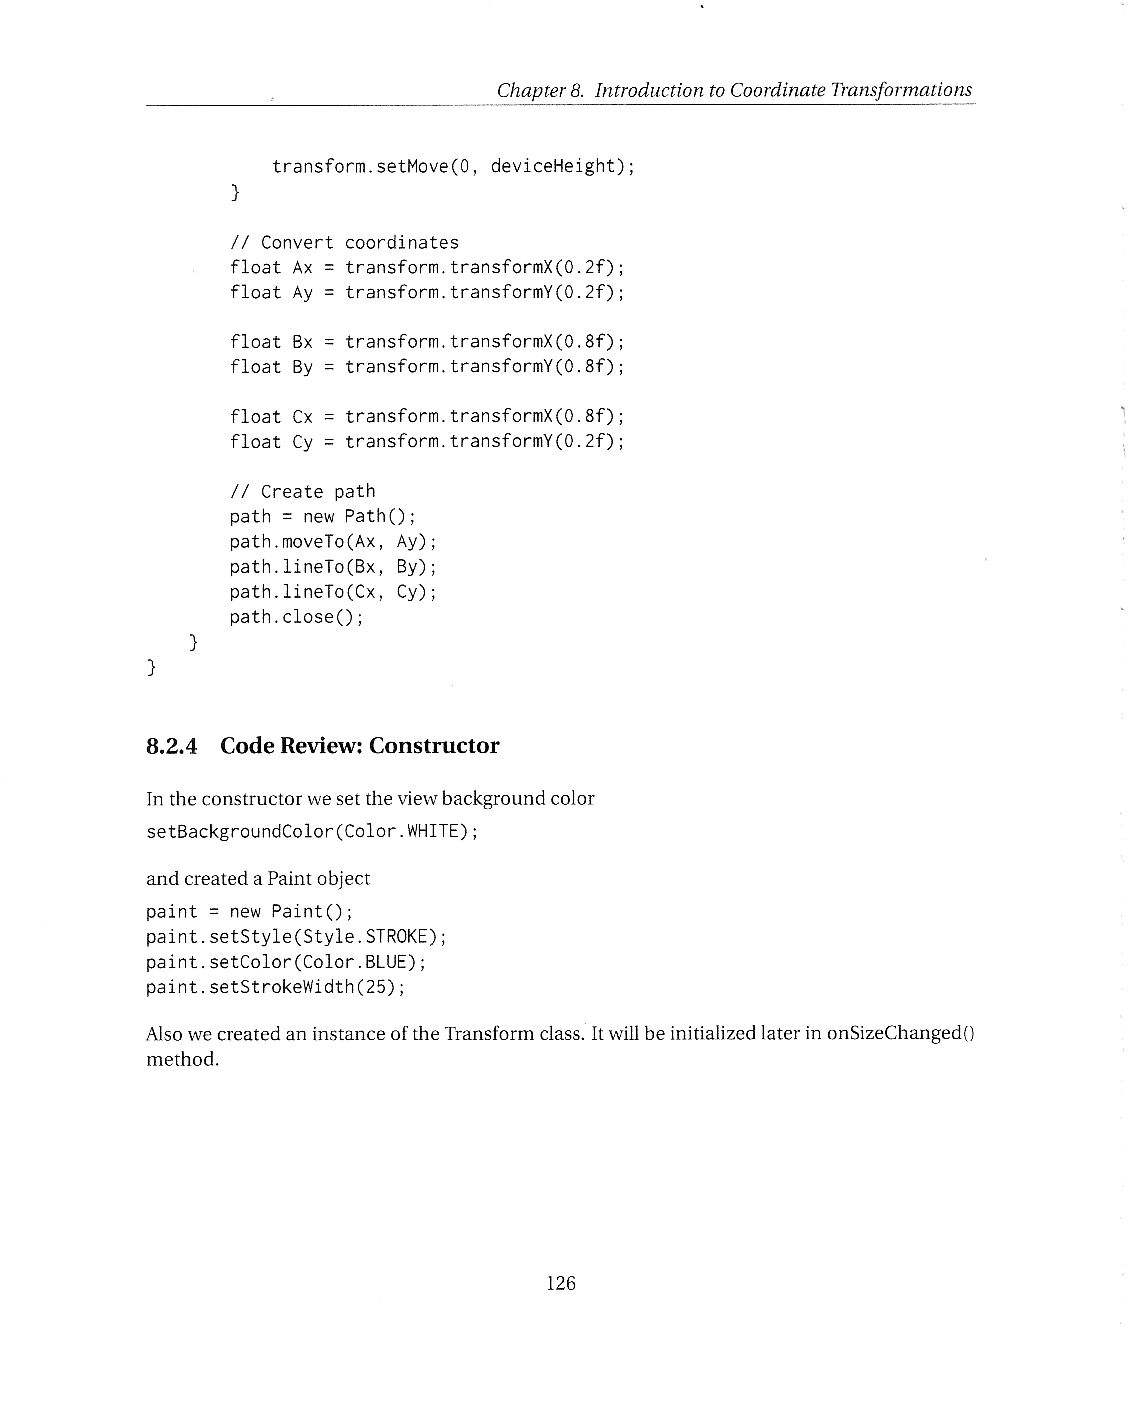 Chapter 8. Introduction to Coordinate Transformations
transform.setMove(0, deviceHeight);
}
// Convert coordinates
float Ax = transform.transformX(0.2f);
float Ay = transform.transformY(0.2f);
float Bx = transform.transformX(0.8f);
float By = transform.transformY(0.8f);
float Cx = transform.transformX(0.8f);
float Cy = transform.transformY(0.2f);
// Create path
path = new Path();
path.moveTo(Ax, Ay);
path.lineTo(Bx, By);
path.lineTo(Cx, Cy);
path.close();
}
}
8.2.4 Code Review: Constructor
In the constructor we set the view background color
setBackgroundColor(Color.WHITE);
and created a Paint object
paint = new Paint();
paint.setStyle(Style.STROKE);
paint.setColor(Color.BLUE);
paint.setStrokeWidth(25);
Also we created an instance of the Transform class. It will be initialized later in onSizeChanged()
method.
126